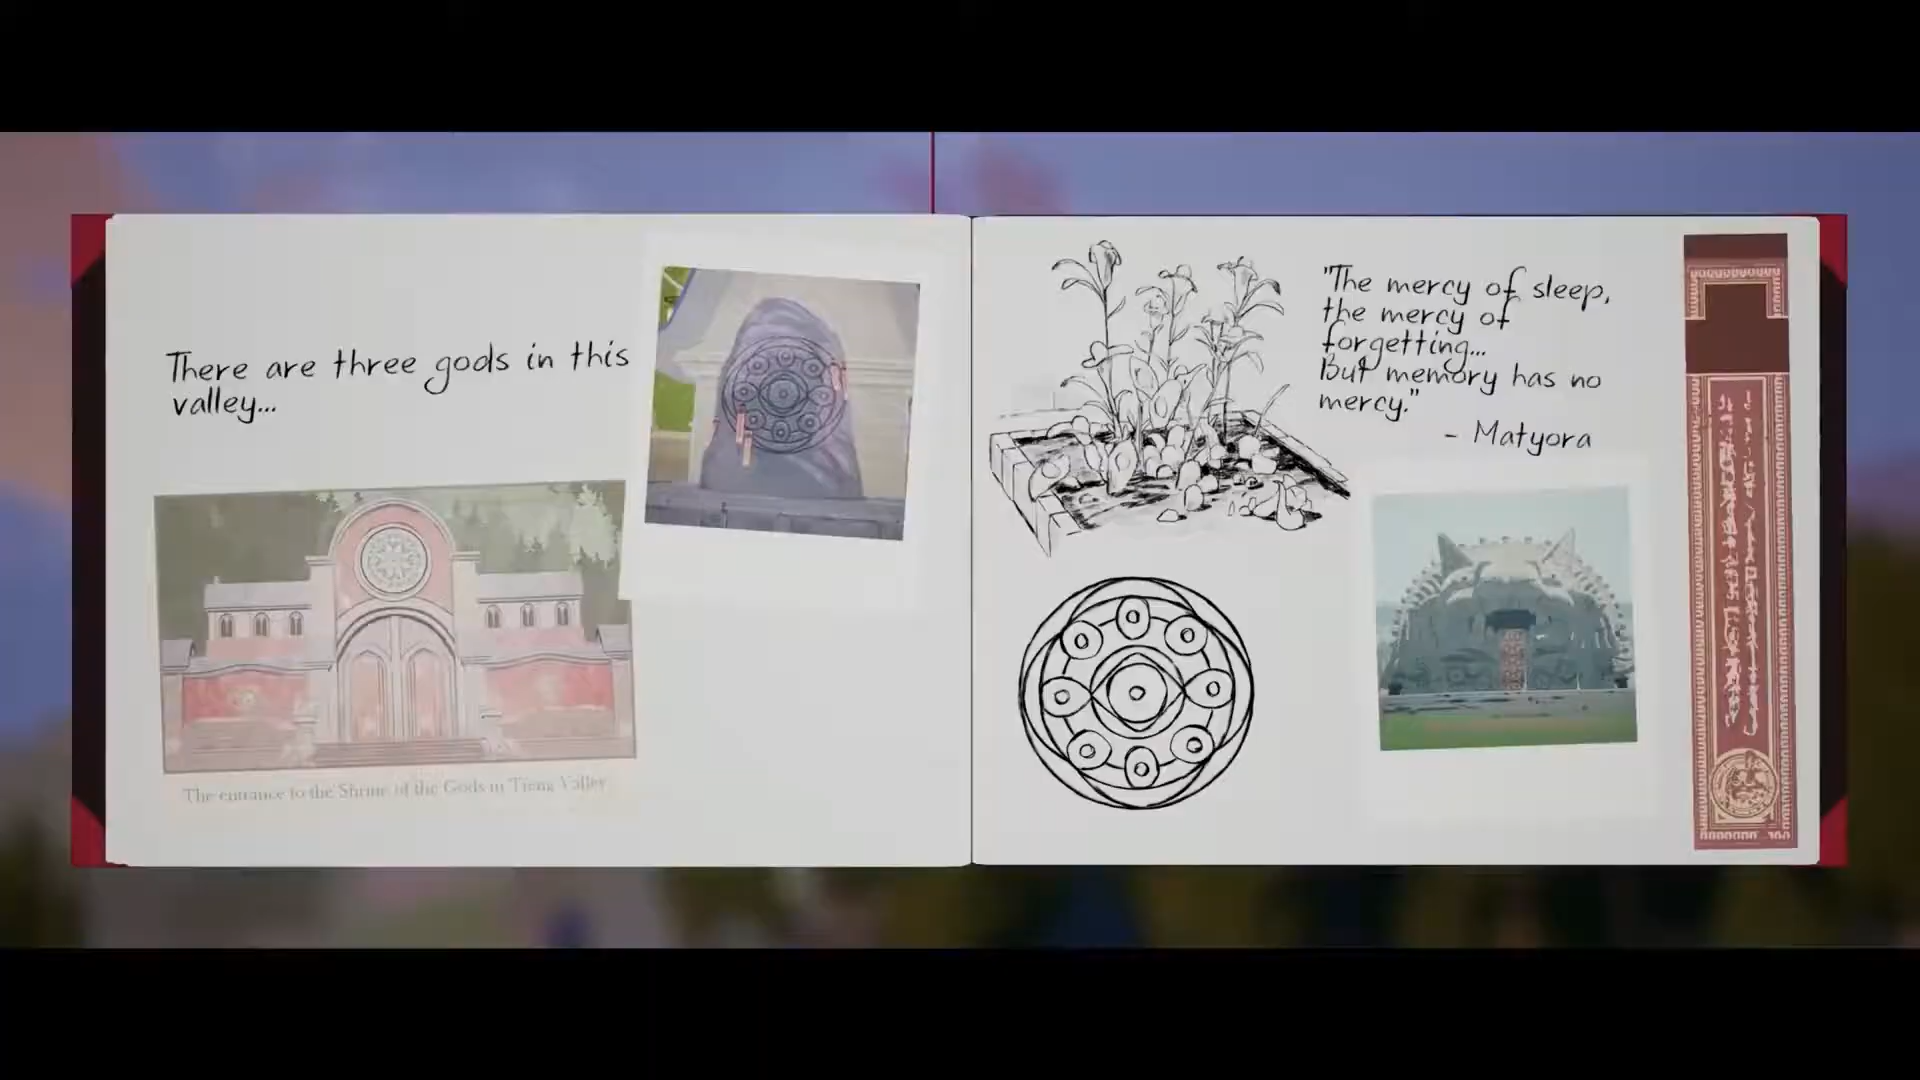 There are three gods in this
valley...
The entrance to the Shrine of the Gods in Tieng Valley
"The mercy of sleep,
the mercy of
forgetting...
But memory has no
mercy."
- Matyora